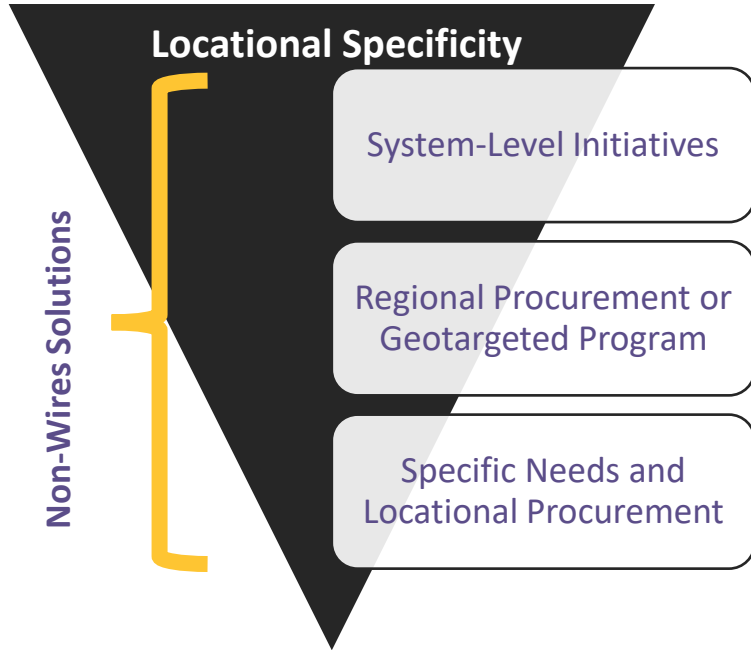 Locational Specificity
Non-Wires Solutions
System-Level Initiatives
Regional Procurement or
Geotargeted Program
Specific Needs and
Locational Procurement